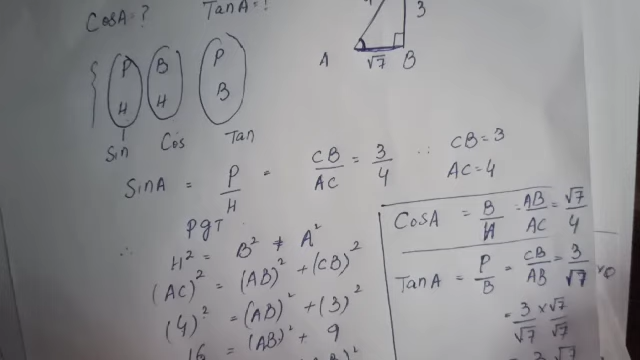 CosA = ? TanA = !
3
A √7 B
P B P
H H B
Sin Cos Tan
SinA = P/H = CB/AC = 3/4 ∵ CB = 3
AC = 4
PGT
∴ H² = B² + A²
(AC)² = (AB)² + (CB)²
(4)² = (AB)² + (3)²
16 = (AB)² + 9
CosA = B/H = AB/AC = √7/4
TanA = P/B = CB/AB = 3/√7
= 3/√7 × √7/√7